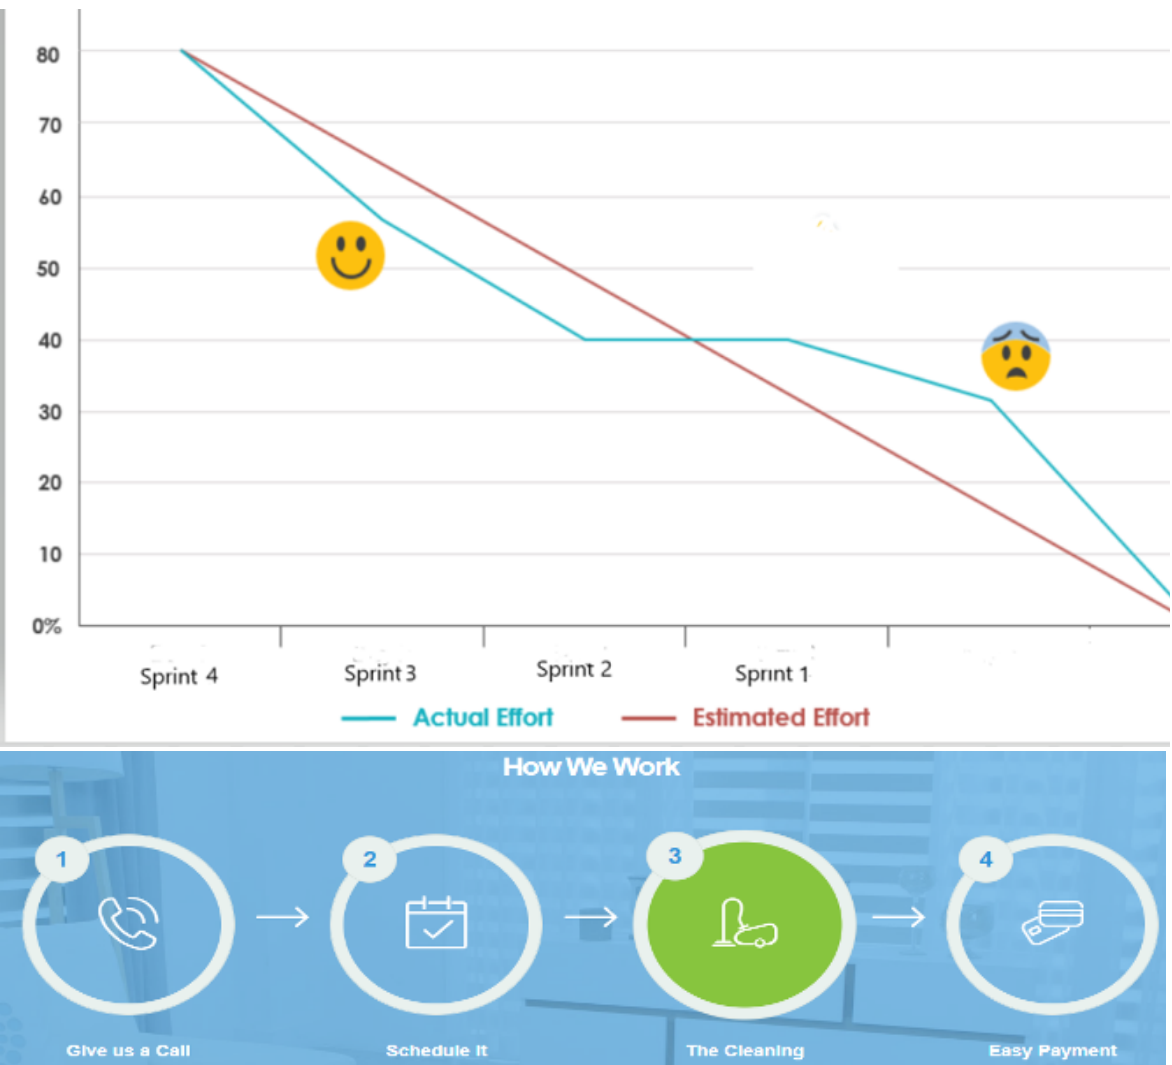 80
70
60
50
40
30
20
10
0%
Sprint 4 Sprint 3 Sprint 2 Sprint 1
Actual Effort Estimated Effort
How We Work
1 2 3 4
Give us a Call Schedule It The Cleaning Easy Payment